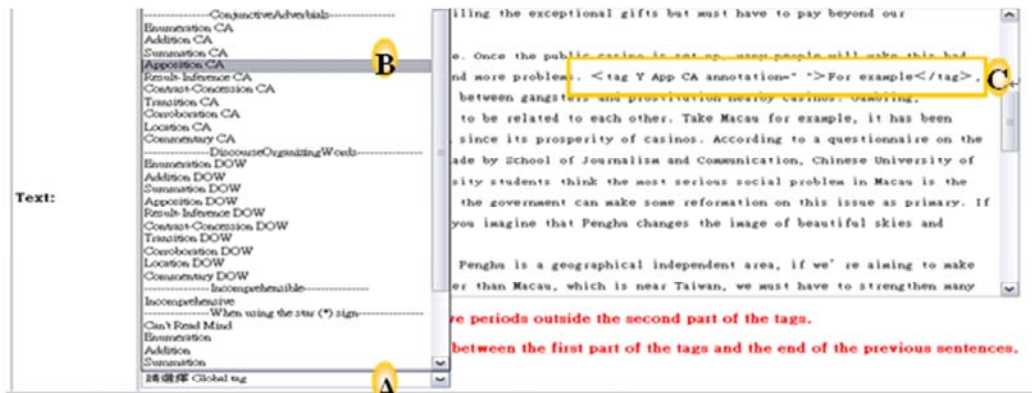 Text:
--------ConjunctiveAdverbials--------
Enumeration CA
Addition CA
Summation CA
Apposition CA
Result-Inference CA
Contrast-Concession CA
Transition CA
Corroboration CA
Location CA
Commentary CA
--------DiscourseOrganizingWords--------
Enumeration DOW
Addition DOW
Summation DOW
Apposition DOW
Result-Inference DOW
Contrast-Concession DOW
Transition DOW
Corroboration DOW
Location DOW
Commentary DOW
--------Incomprehensible--------
Incomprehensive
--------When using the star (*) sign--------
Can't Read Mind
Enumeration
Addition
Summation
請選擇 Global tag
B
A
iling the exceptional gifts but must have to pay beyond our
e. Once the public casino is set up, many people will make this bad
nd more problems. <tag Y App CA annotation=" ">For example</tag>,
C
between gangsters and prostitution nearby casinos. Gambling,
to be related to each other. Take Macau for example, it has been
since its prosperity of casinos. According to a questionnaire on the
ade by School of Journalism and Communication, Chinese University of
sity students think the most serious social problem in Macau is the
the government can make some reformation on this issue as primary. If
you imagine that Penghu changes the image of beautiful skies and
Penghu is a geographical independent area, if we're aiming to make
er than Macau, which is near Taiwan, we must have to strengthen many
e periods outside the second part of the tags.
between the first part of the tags and the end of the previous sentences.